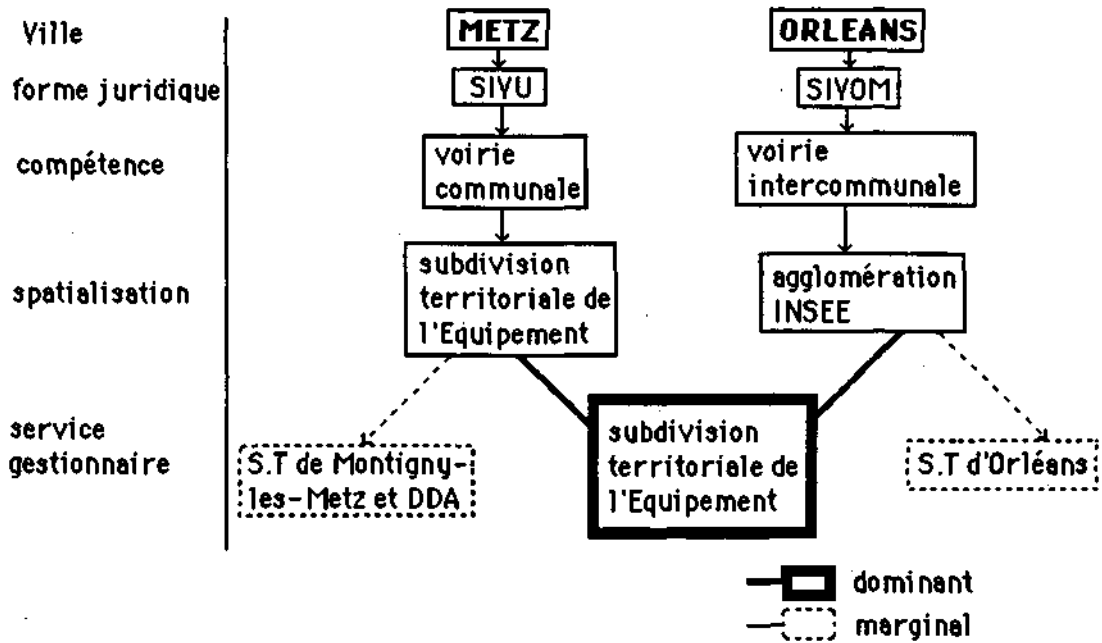 Ville
METZ
ORLEANS
forme juridique
SIVU
SIVOM
compétence
voirie
communale
voirie
intercommunale
spatialisation
subdivision
territoriale de
l'Equipement
agglomération
INSEE
service
gestionnaire
S.T de Montigny-
les-Metz et DDA
subdivision
territoriale de
l'Equipement
S.T d'Orléans
dominant
marginal